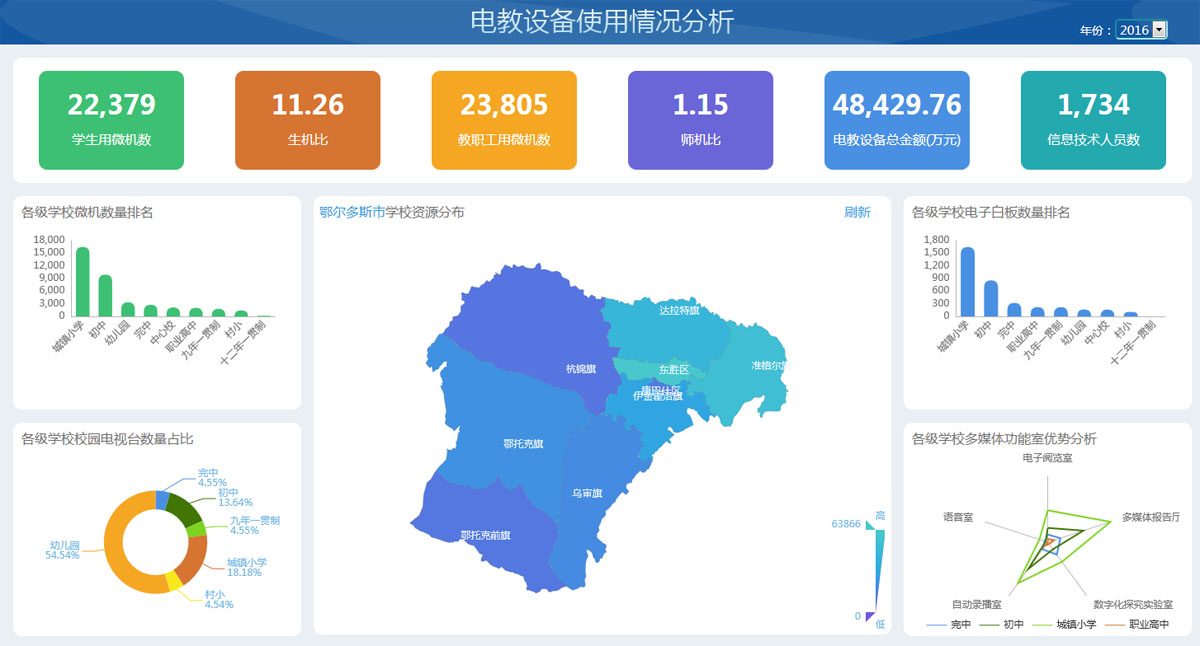 电教设备使用情况分析
年份： 2016
22,379
学生用微机数
11.26
生机比
23,805
教职工用微机数
1.15
师机比
48,429.76
电教设备总金额(万元)
1,734
信息技术人员数
各级学校微机数量排名
18,000
15,000
12,000
9,000
6,000
3,000
0
城镇小学
初中
幼儿园
完中
中心校
职业高中
九年一贯制
村小
十二年一贯制
各级学校校园电视台数量占比
完中
4.55%
初中
13.64%
九年一贯制
4.55%
城镇小学
18.18%
村小
4.54%
幼儿园
54.54%
鄂尔多斯市学校资源分布
刷新
达拉特旗
杭锦旗
东胜区
准格尔旗
康巴什区
伊金霍洛旗
鄂托克旗
乌审旗
鄂托克前旗
高
63866
0
低
各级学校电子白板数量排名
1,800
1,500
1,200
900
600
300
0
城镇小学
初中
完中
职业高中
九年一贯制
幼儿园
中心校
村小
十二年一贯制
各级学校多媒体功能室优势分析
电子阅览室
语音室
多媒体报告厅
自动录播室
数字化探究实验室
完中
初中
城镇小学
职业高中